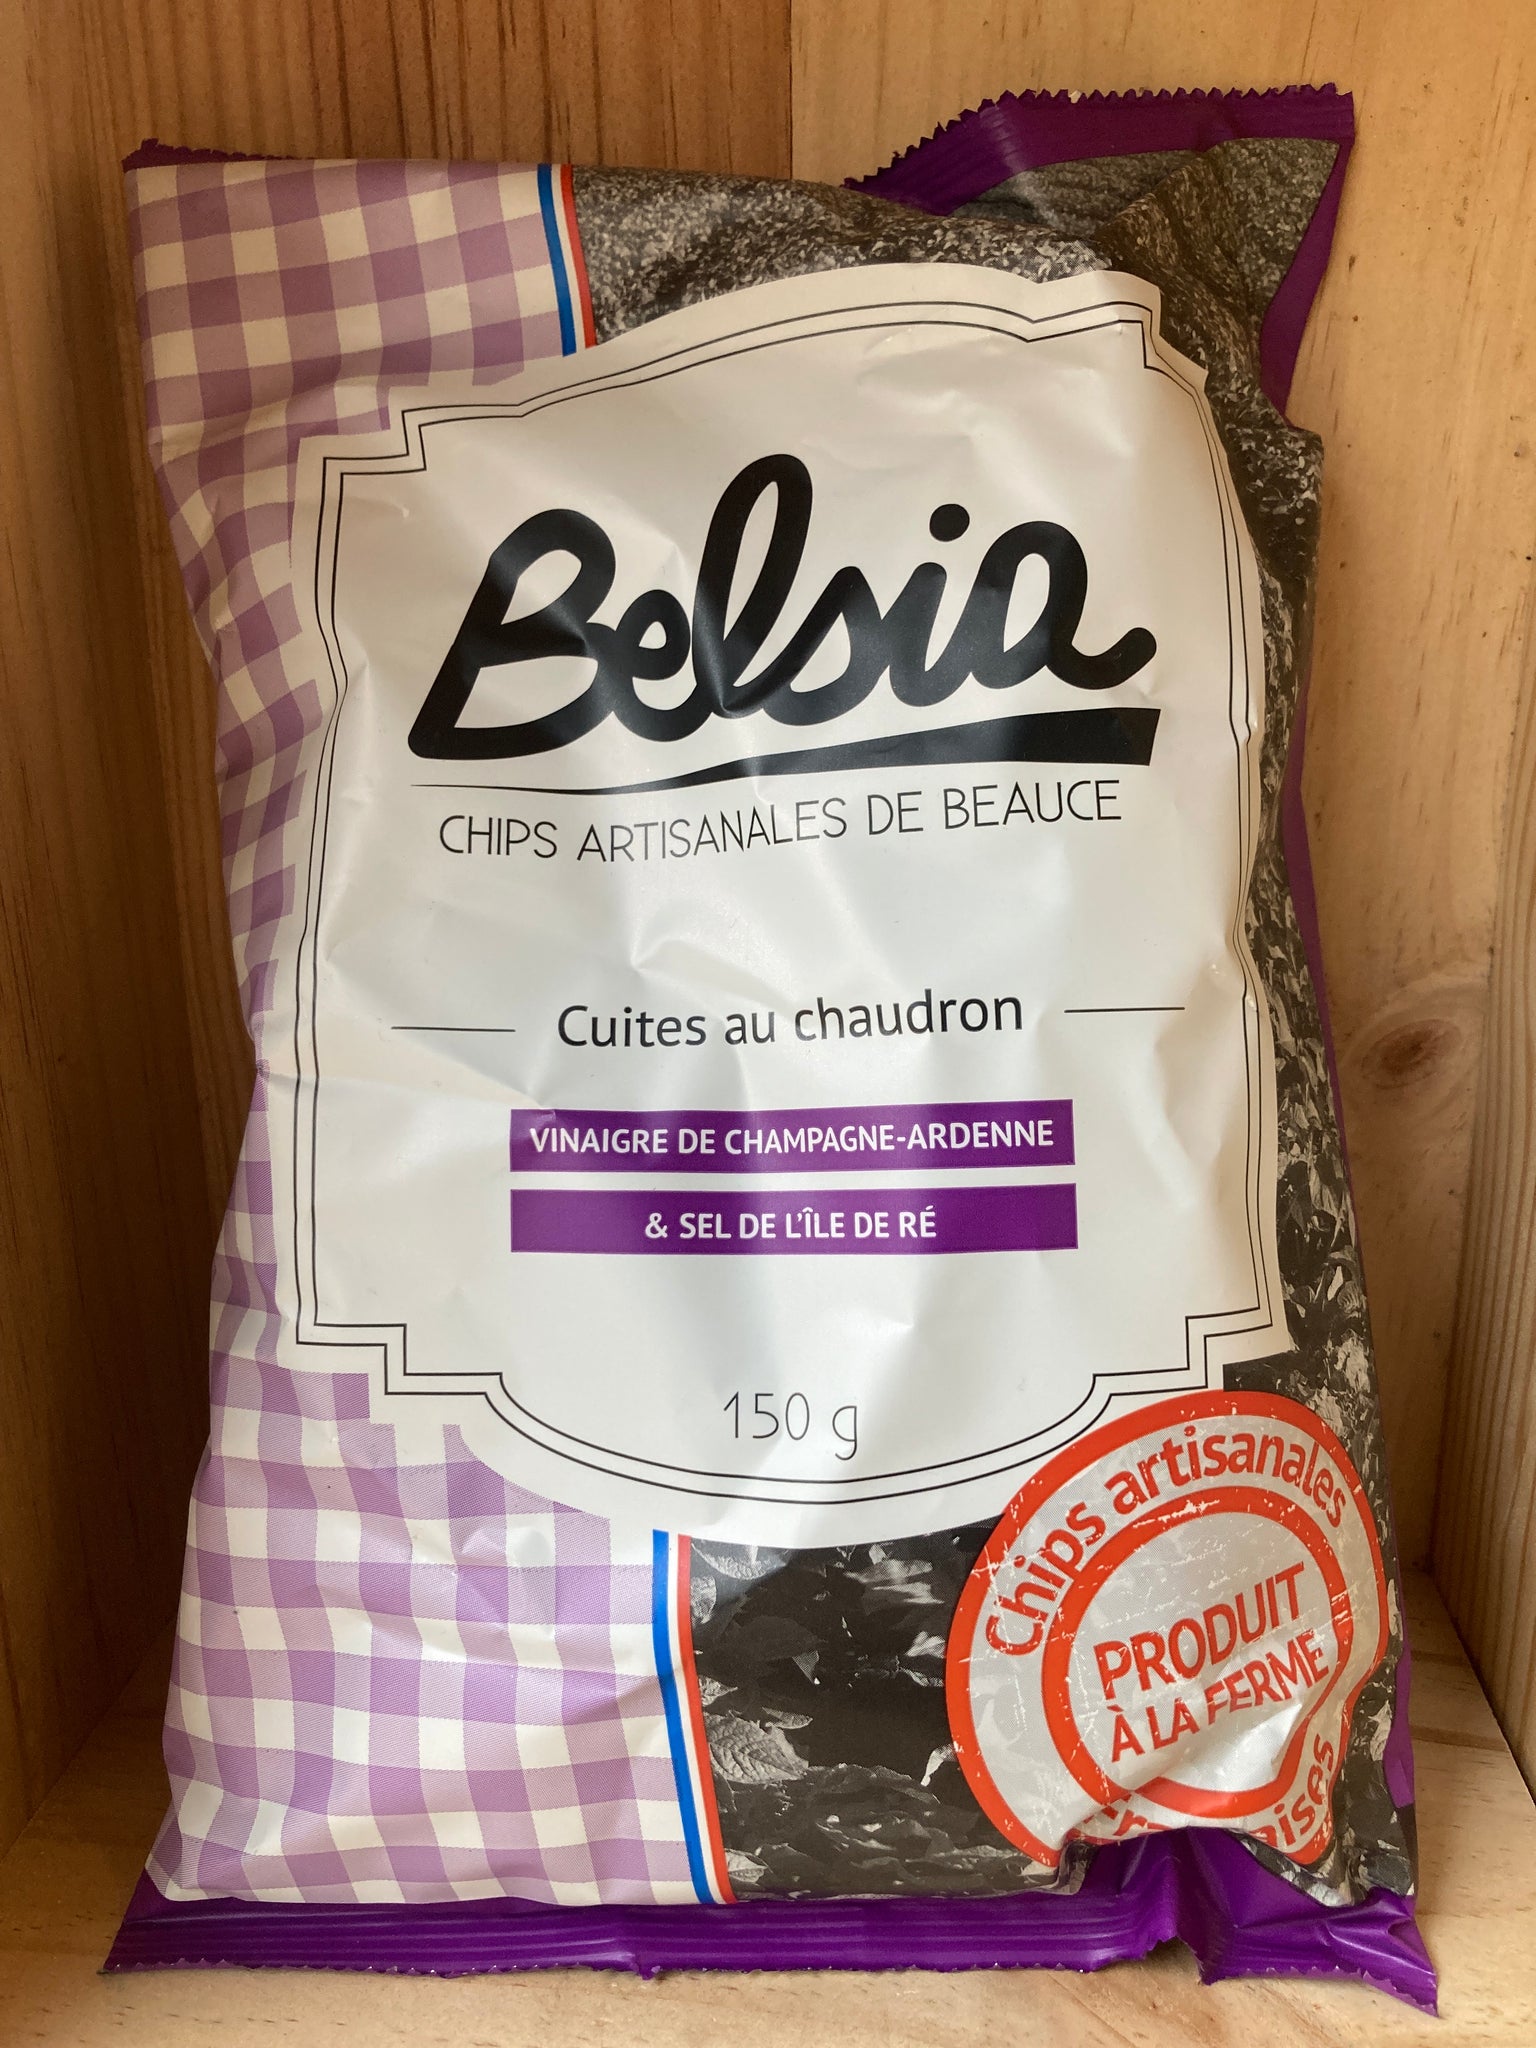 Belsia
CHIPS ARTISANALES DE BEAUCE
Cuites au chaudron
VINAIGRE DE CHAMPAGNE-ARDENNE
& SEL DE L'ÎLE DE RÉ
150 g
Chips artisanales
PRODUIT
À LA FERME